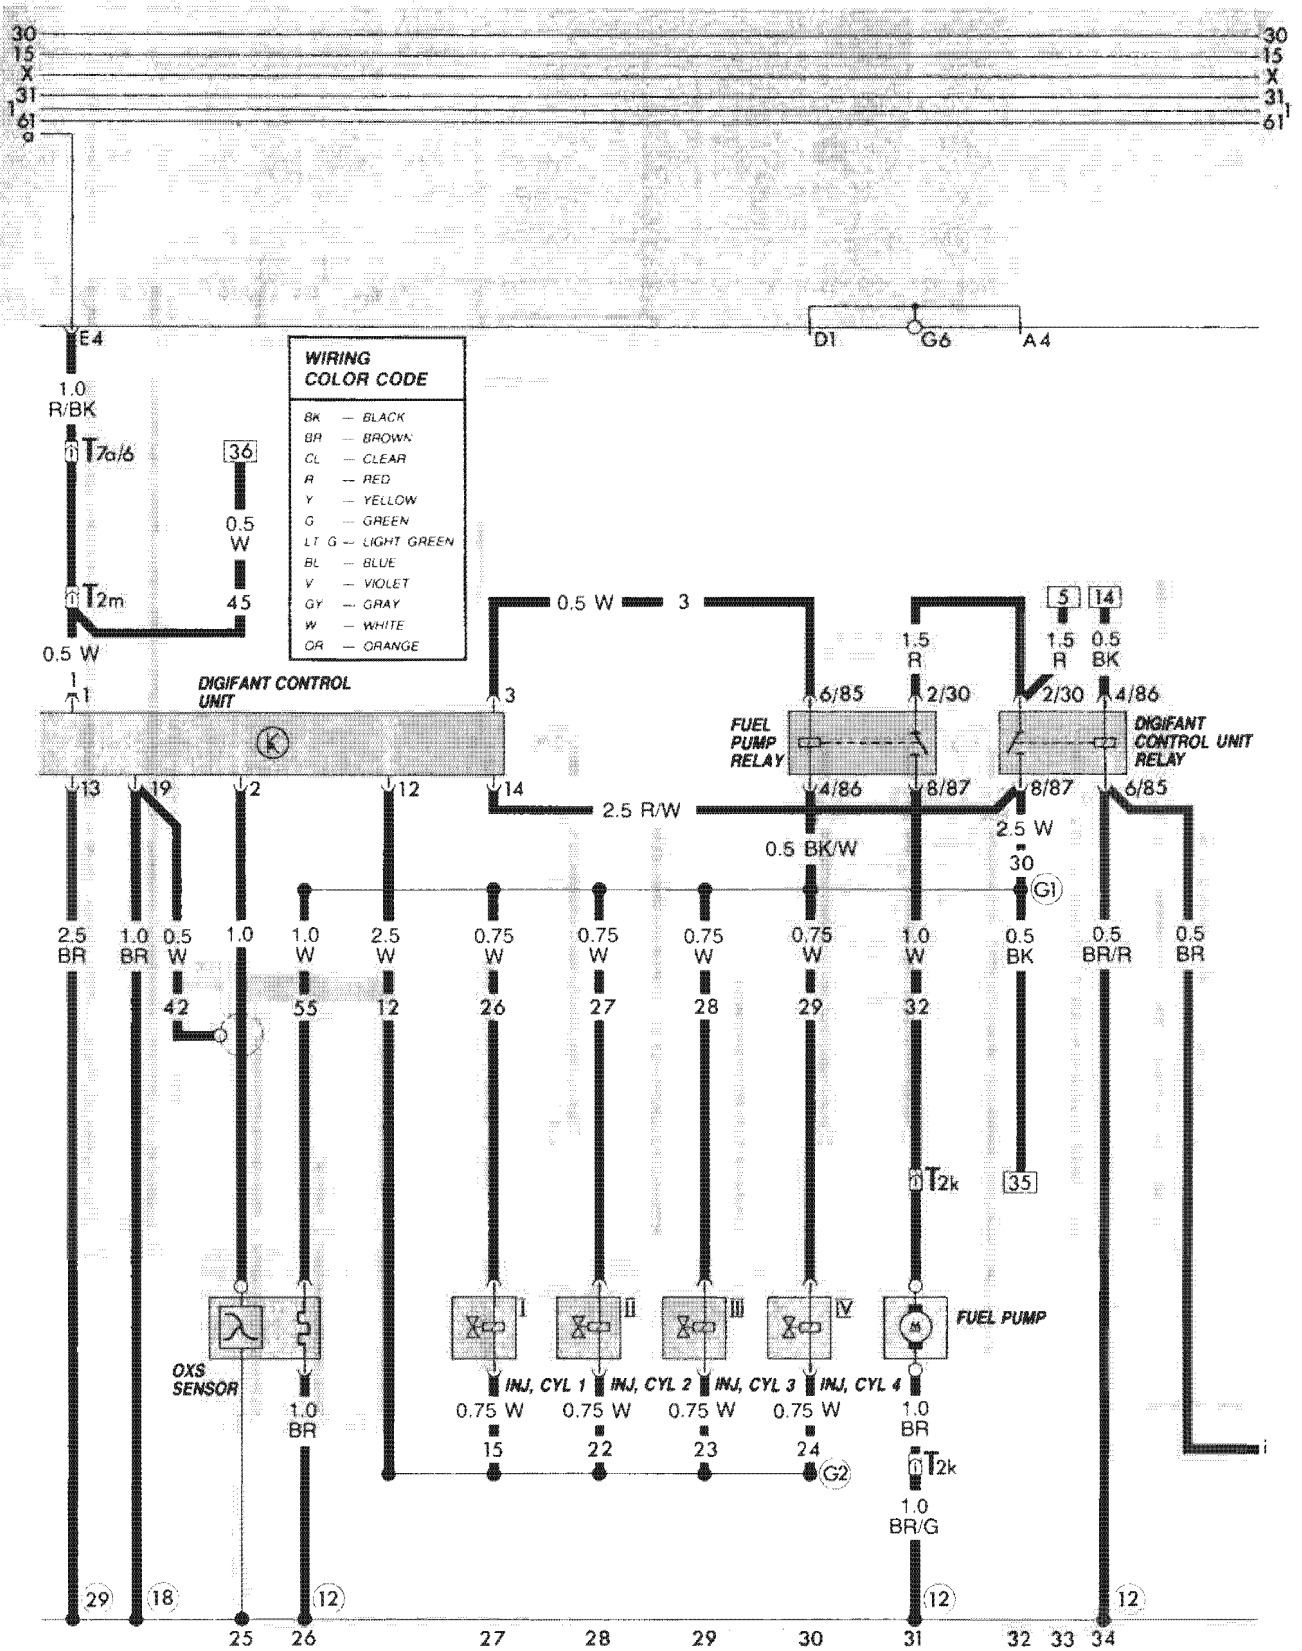 30 30
15 15
X X
31 31
1 1
61 61
a
E4 D1 G6 A4
WIRING
COLOR CODE
BK — BLACK
BR — BROWN
CL — CLEAR
R — RED
Y — YELLOW
G — GREEN
LT G — LIGHT GREEN
BL — BLUE
V — VIOLET
GY — GRAY
W — WHITE
OR — ORANGE
1.0
R/BK
T7a/6
36
0.5
W
T2m
45
0.5 W
1
1
DIGIFANT CONTROL
UNIT
K
0.5 W 3
3
1.5
R
5 14
1.5 0.5
R BK
6/85 2/30 2/30 4/86
FUEL
PUMP
RELAY
DIGIFANT
CONTROL UNIT
RELAY
13 19 2 12 14 4/86 8/87 8/87 6/85
2.5 R/W
2.5 W
0.5 BK/W
30
G1
2.5 1.0 0.5 1.0 1.0 2.5 0.75 0.75 0.75 0.75 1.0 0.5 0.5 0.5
BR BR W W W W W W W W BK BR/R BR
42 55 12 26 27 28 29 32
T2k
35
I II III IV
M
FUEL PUMP
OXS
SENSOR
INJ, CYL 1 INJ, CYL 2 INJ, CYL 3 INJ, CYL 4
1.0
BR
0.75 W 0.75 W 0.75 W 0.75 W
1.0
BR
15 22 23 24
i
T2k
G2
1.0
BR/G
29 18 12 12 12
25 26 27 28 29 30 31 32 33 34